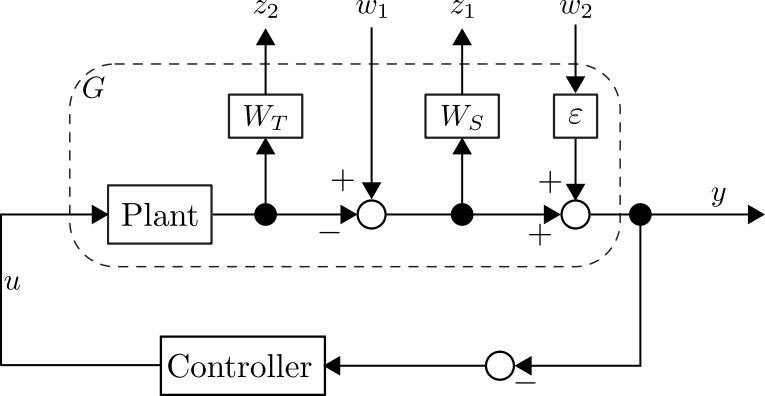 z₂ w₁ z₁ w₂
G
W_T W_S ε
+ +
Plant y
− +
u
Controller
−